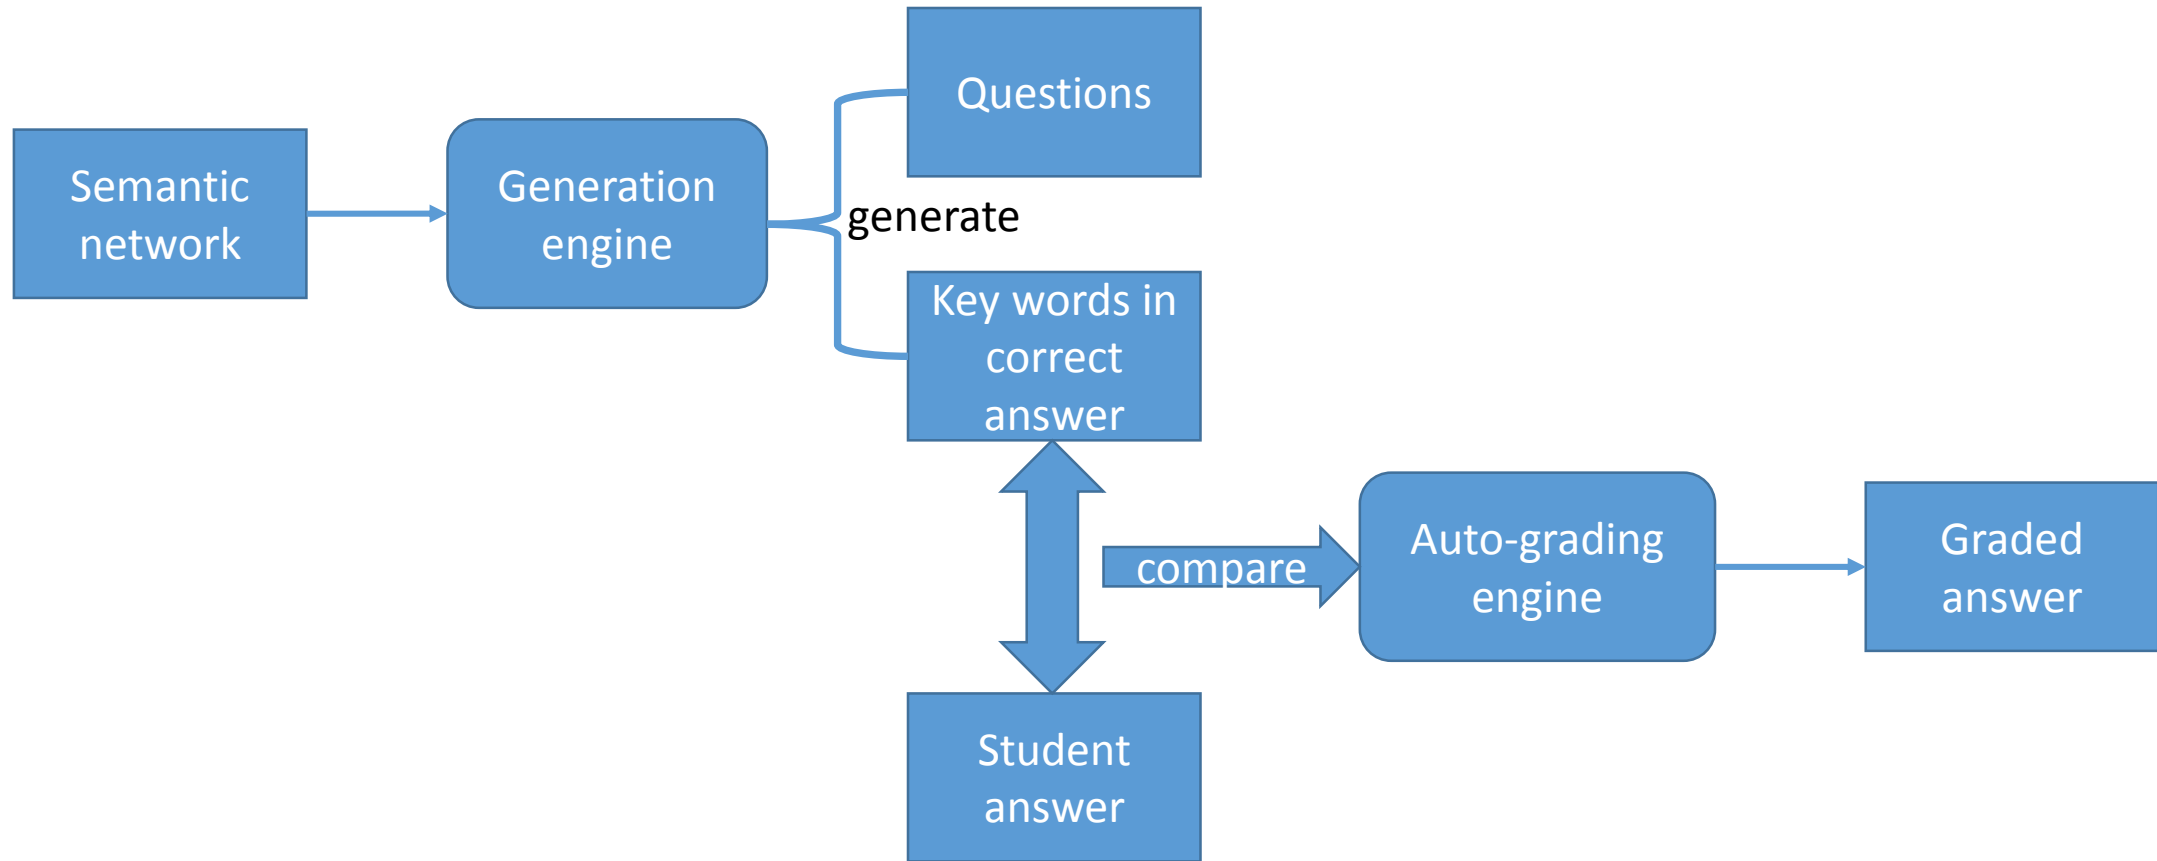 Questions
Semantic
network
Generation
engine
generate
Key words in
correct
answer
compare
Auto-grading
engine
Graded
answer
Student
answer